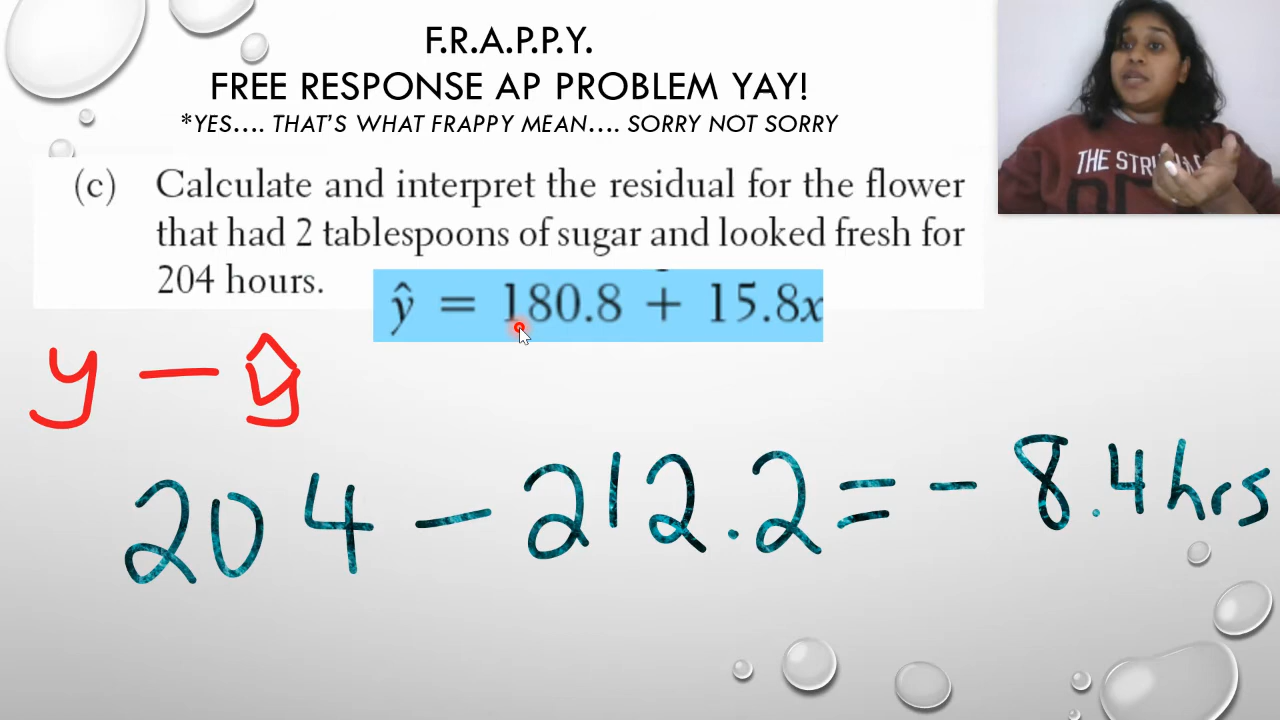 F.R.A.P.P.Y.
FREE RESPONSE AP PROBLEM YAY!
*YES.... THAT'S WHAT FRAPPY MEAN.... SORRY NOT SORRY
THE
(c) Calculate and interpret the residual for the flower
that had 2 tablespoons of sugar and looked fresh for
204 hours.
ŷ = 180.8 + 15.8x
y - ŷ
204 - 212.2 = - 8.4 hrs